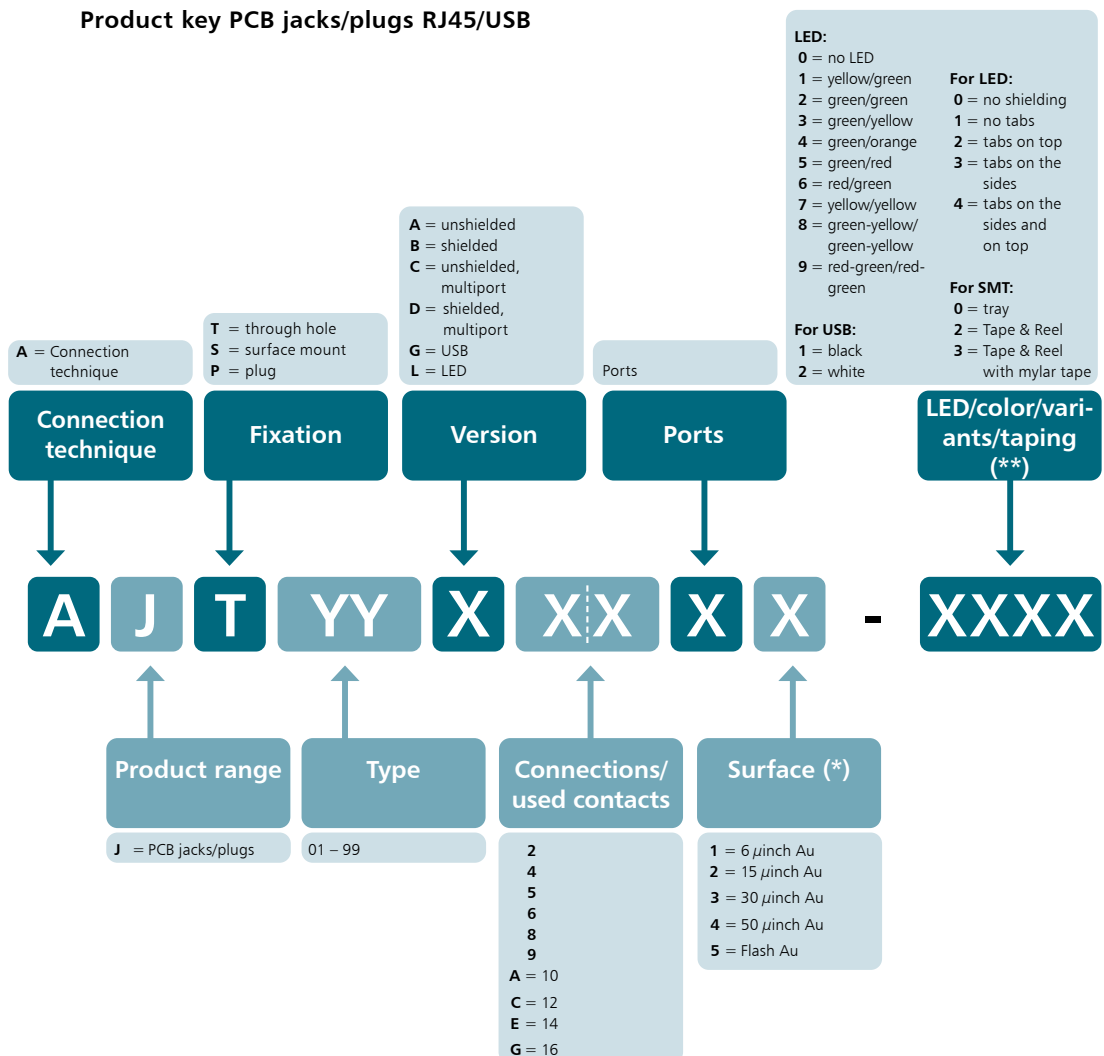 Product key PCB jacks/plugs RJ45/USB
LED:
0 = no LED
1 = yellow/green
2 = green/green
3 = green/yellow
4 = green/orange
5 = green/red
6 = red/green
7 = yellow/yellow
8 = green-yellow/
green-yellow
9 = red-green/red-
green
For USB:
1 = black
2 = white
For LED:
0 = no shielding
1 = no tabs
2 = tabs on top
3 = tabs on the
sides
4 = tabs on the
sides and
on top
For SMT:
0 = tray
2 = Tape & Reel
3 = Tape & Reel
with mylar tape
A = Connection
technique
T = through hole
S = surface mount
P = plug
A = unshielded
B = shielded
C = unshielded,
multiport
D = shielded,
multiport
G = USB
L = LED
Ports
Connection
technique
Fixation
Version
Ports
LED/color/vari-
ants/taping
(**)
A J T YY X X X X X - XXXX
Product range
Type
Connections/
used contacts
Surface (*)
J = PCB jacks/plugs
01 – 99
2
4
5
6
8
9
A = 10
C = 12
E = 14
G = 16
1 = 6 µinch Au
2 = 15 µinch Au
3 = 30 µinch Au
4 = 50 µinch Au
5 = Flash Au